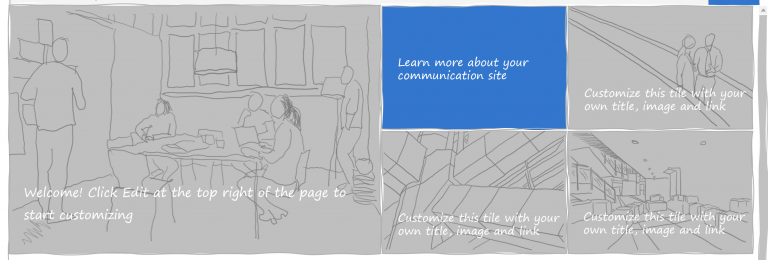 Learn more about your
communication site
Customize this tile with your
own title, image and link
Welcome! Click Edit at the top right of the page to
start customizing
Customize this tile with your
own title, image and link
Customize this tile with your
own title, image and link